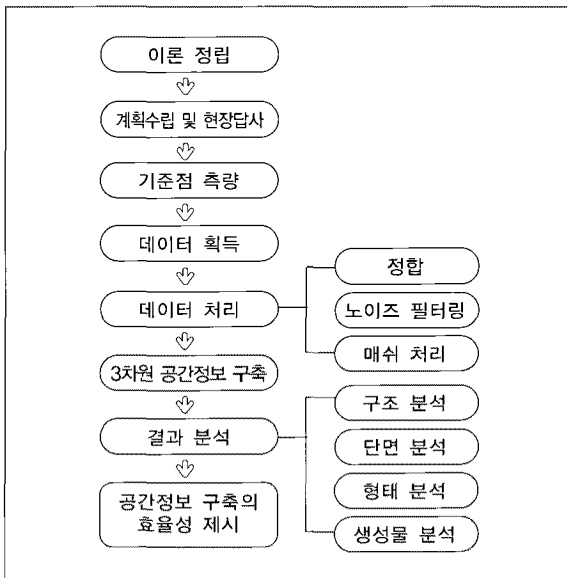 이론 정립
계획수립 및 현장답사
기준점 측량
데이터 획득
데이터 처리
정합
노이즈 필터링
매쉬 처리
3차원 공간정보 구축
결과 분석
구조 분석
단면 분석
형태 분석
생성물 분석
공간정보 구축의
효율성 제시